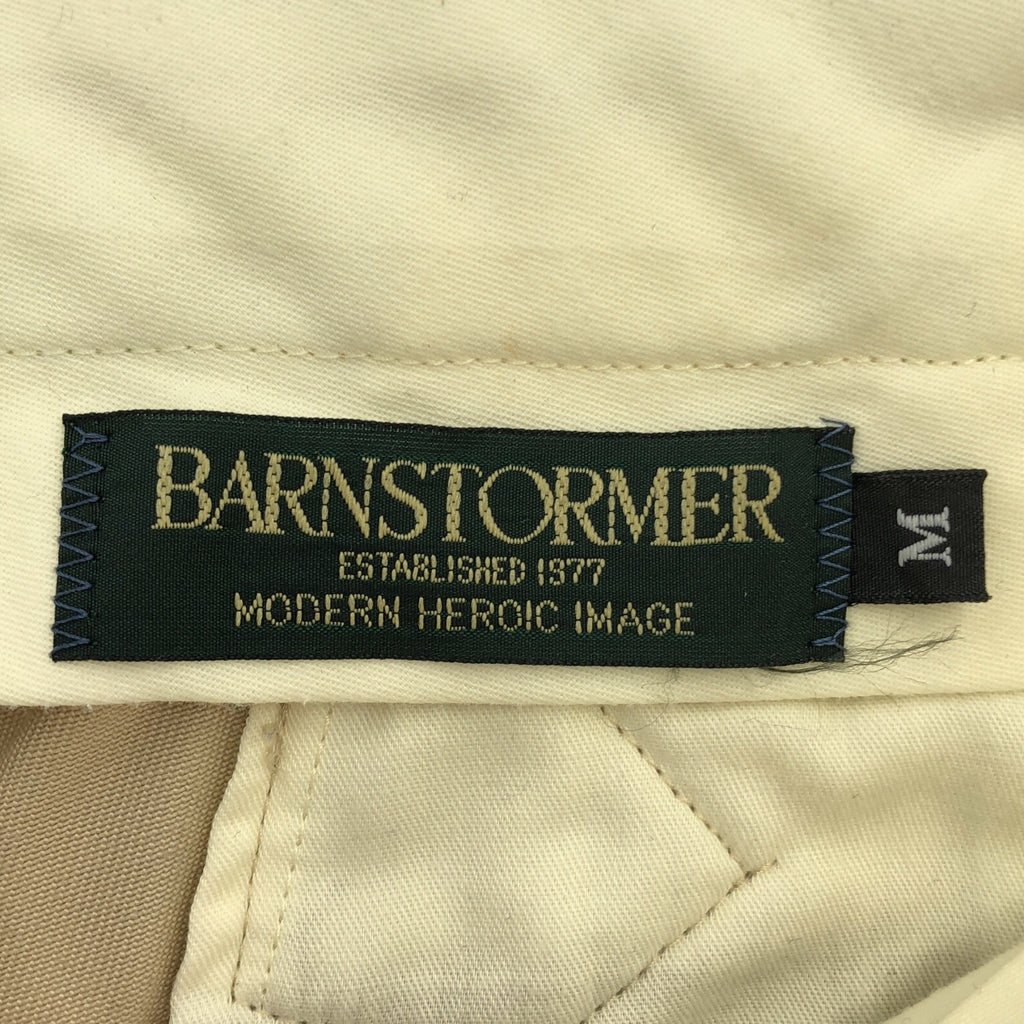 BARNSTORMER
ESTABLISHED 1977
MODERN HEROIC IMAGE
M